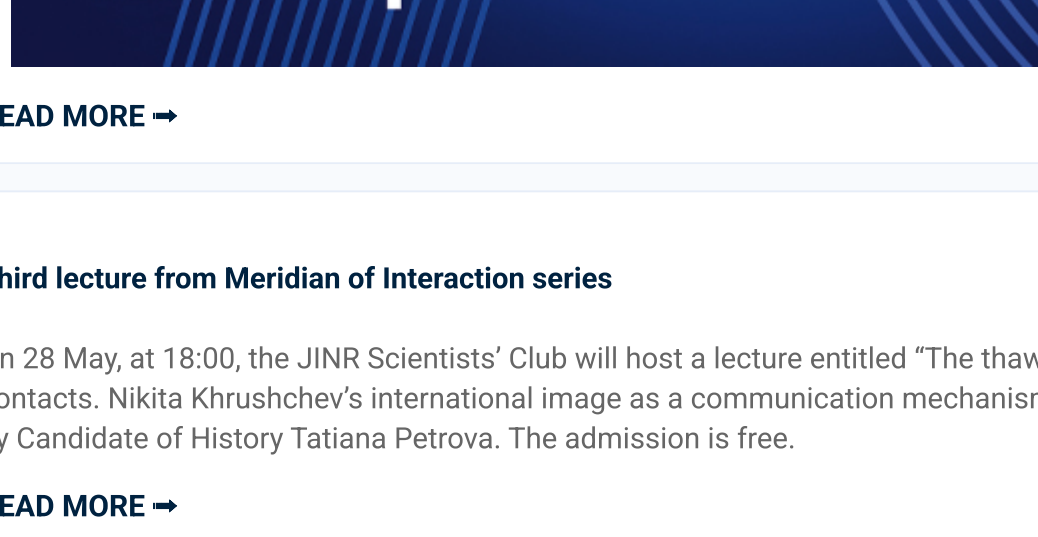 EAD MORE ➡
hird lecture from Meridian of Interaction series
n 28 May, at 18:00, the JINR Scientists’ Club will host a lecture entitled “The thaw
ontacts. Nikita Khrushchev’s international image as a communication mechanism
y Candidate of History Tatiana Petrova. The admission is free.
EAD MORE ➡